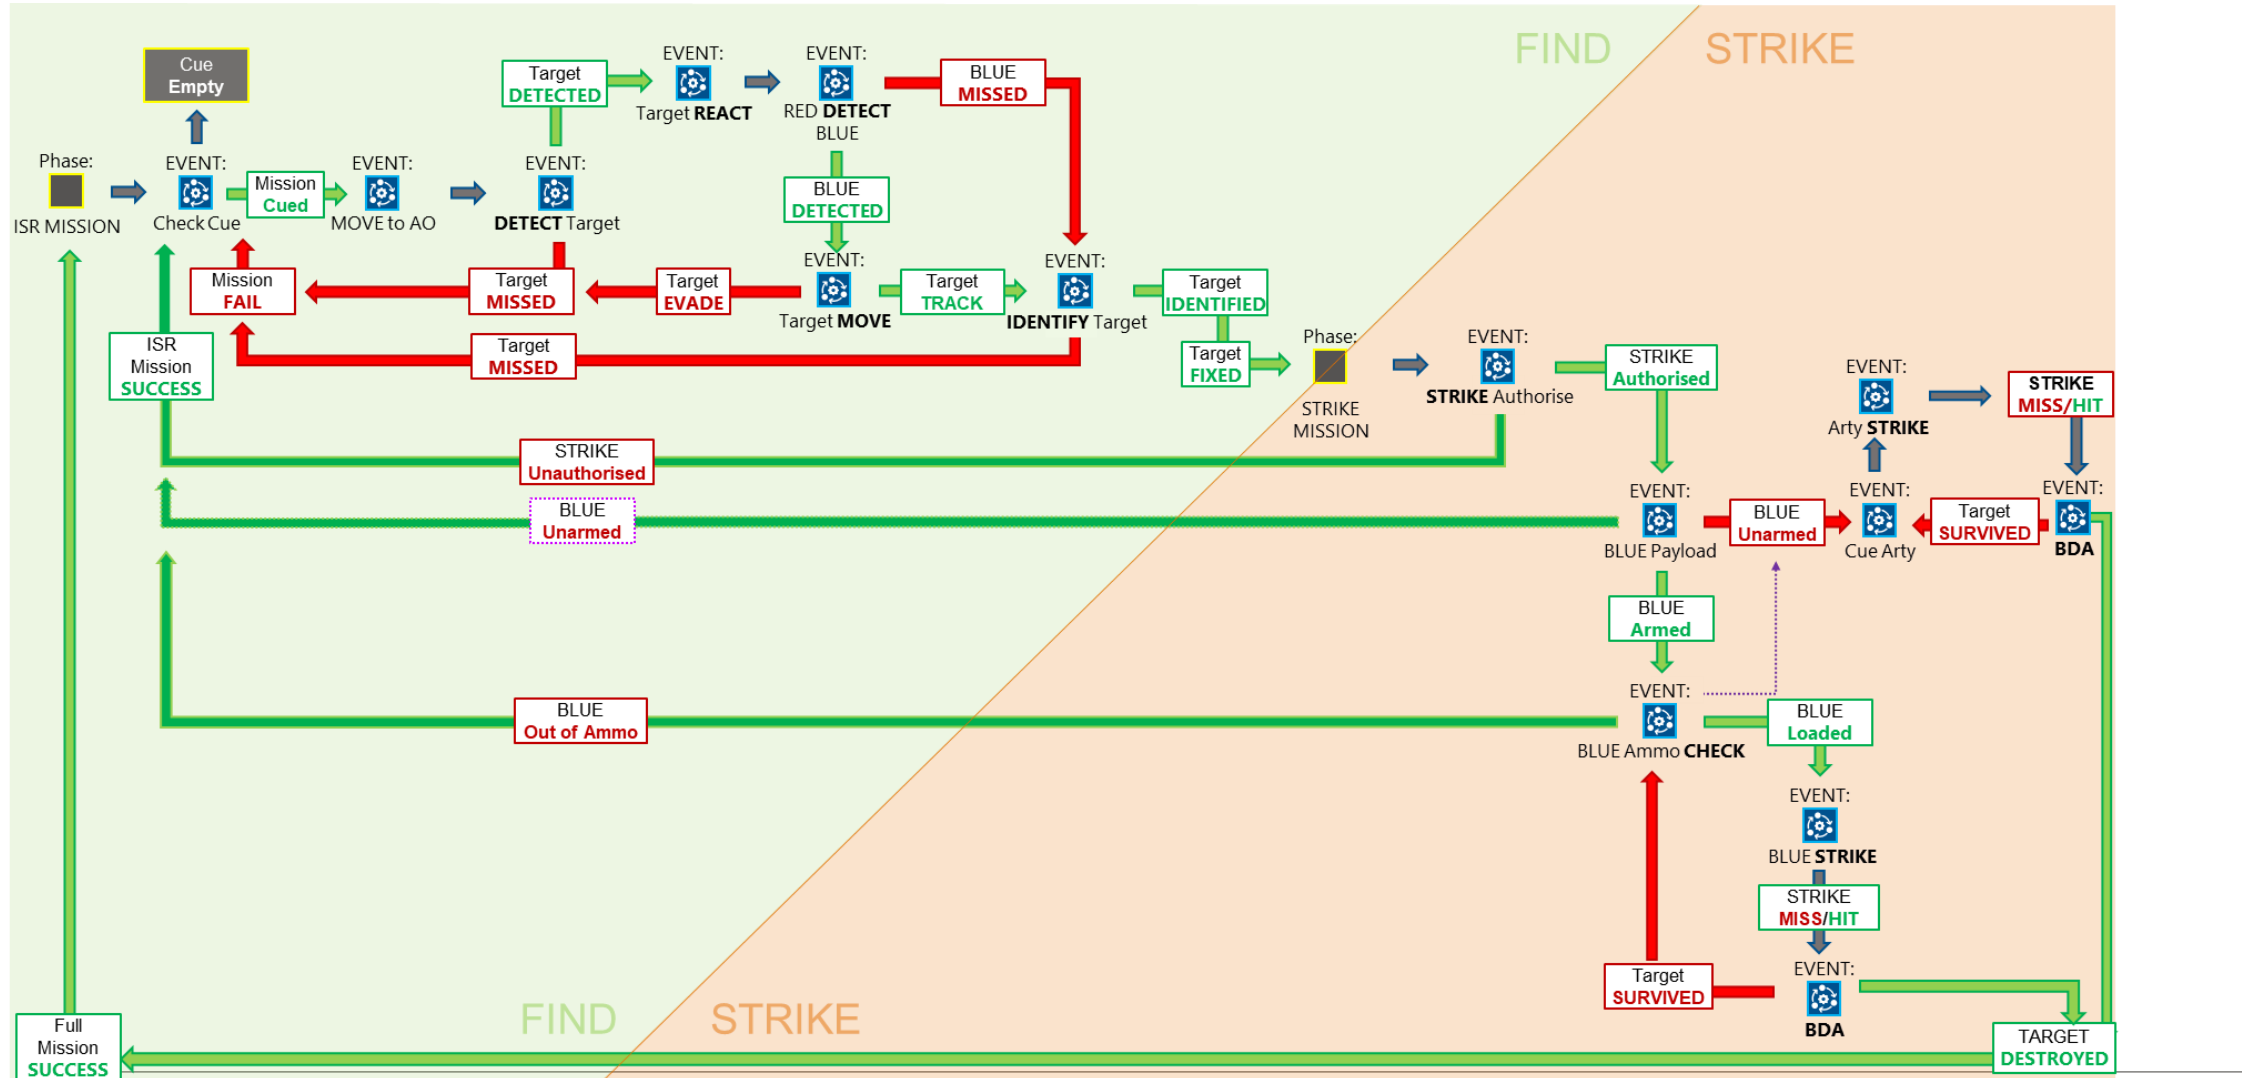 FIND
STRIKE
Cue
Empty
Target
DETECTED
EVENT:
Target REACT
EVENT:
RED DETECT
BLUE
BLUE
MISSED
Phase:
ISR MISSION
EVENT:
Check Cue
Mission
Cued
EVENT:
MOVE to AO
EVENT:
DETECT Target
BLUE
DETECTED
Mission
FAIL
Target
MISSED
Target
EVADE
EVENT:
Target MOVE
Target
TRACK
EVENT:
IDENTIFY Target
Target
IDENTIFIED
ISR
Mission
SUCCESS
Target
MISSED
Target
FIXED
Phase:
STRIKE
MISSION
EVENT:
STRIKE Authorise
STRIKE
Authorised
EVENT:
Arty STRIKE
STRIKE
MISS/HIT
STRIKE
Unauthorised
BLUE
Unarmed
EVENT:
BLUE Payload
BLUE
Unarmed
EVENT:
Cue Arty
Target
SURVIVED
EVENT:
BDA
BLUE
Armed
BLUE
Out of Ammo
EVENT:
BLUE Ammo CHECK
BLUE
Loaded
EVENT:
BLUE STRIKE
STRIKE
MISS/HIT
Target
SURVIVED
EVENT:
BDA
FIND
STRIKE
Full
Mission
SUCCESS
TARGET
DESTROYED